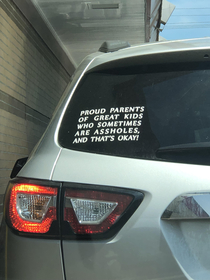 PROUD PARENTS
OF GREAT KIDS
WHO SOMETIMES
ARE ASSHOLES,
AND THAT'S OKAY!